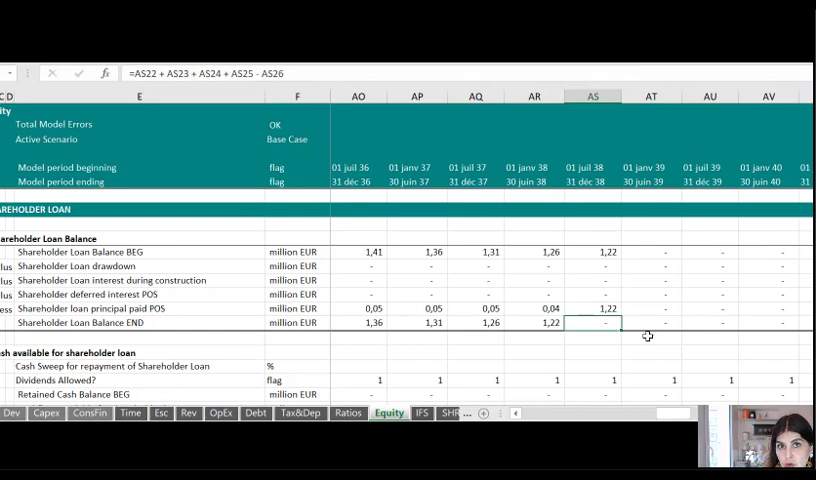 =AS22 + AS23 + AS24 + AS25 - AS26
C D E F AO AP AQ AR AS AT AU AV
ity
Total Model Errors OK
Active Scenario Base Case
Model period beginning flag 01 juil 36 01 janv 37 01 juil 37 01 janv 38 01 juil 38 01 janv 39 01 juil 39 01 janv 40 01
Model period ending flag 31 déc 36 30 juin 37 31 déc 37 30 juin 38 31 déc 38 30 juin 39 31 déc 39 30 juin 40 31
AREHOLDER LOAN
areholder Loan Balance
Shareholder Loan Balance BEG million EUR 1,41 1,36 1,31 1,26 1,22 - - -
lus Shareholder Loan drawdown million EUR - - - - - - - -
lus Shareholder Loan interest during construction million EUR - - - - - - - -
lus Shareholder deferred interest POS million EUR - - - - - - - -
ess Shareholder loan principal paid POS million EUR 0,05 0,05 0,05 0,04 1,22 - - -
Shareholder Loan Balance END million EUR 1,36 1,31 1,26 1,22 - - - -
ash available for shareholder loan
Cash Sweep for repayment of Shareholder Loan %
Dividends Allowed? flag 1 1 1 1 1 1 1 1
Retained Cash Balance BEG million EUR - - - - - - - -
Dev Capex ConsFin Time Esc Rev OpEx Debt Tax&Dep Ratios Equity IFS SHR ...